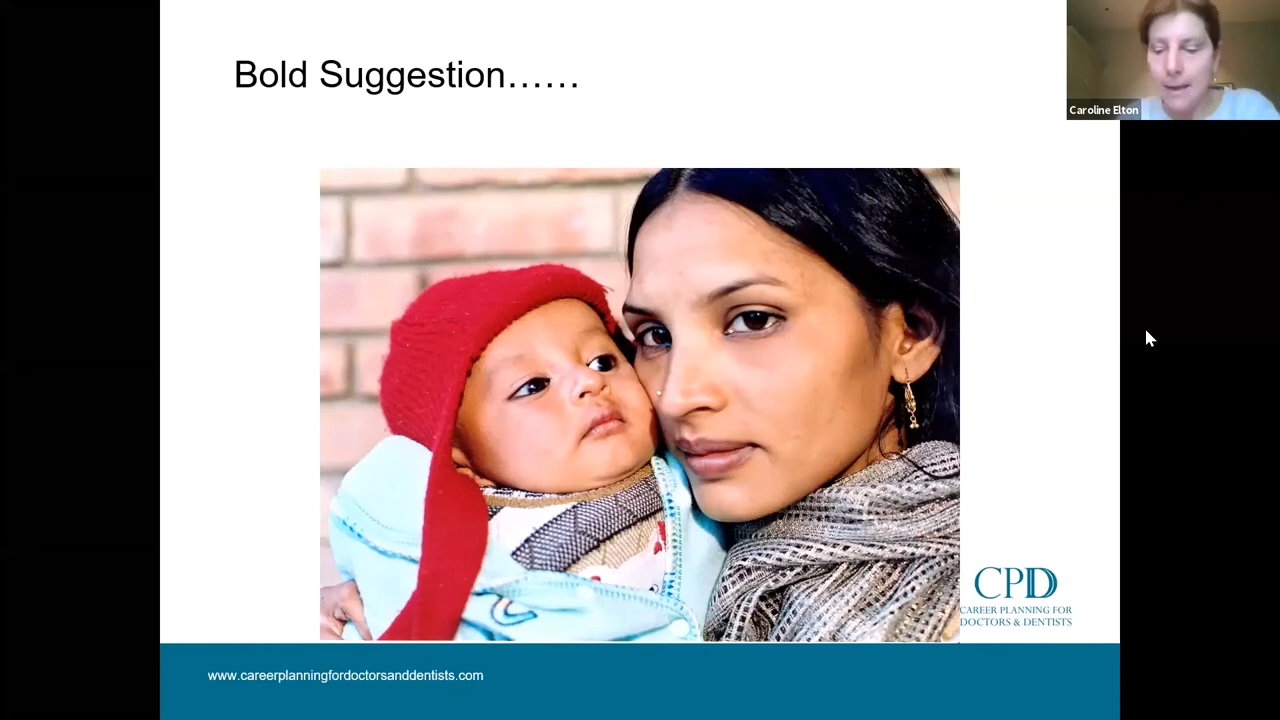 Bold Suggestion……
Caroline Elton
CPD
CAREER PLANNING FOR
DOCTORS & DENTISTS
www.careerplanningfordoctorsanddentists.com